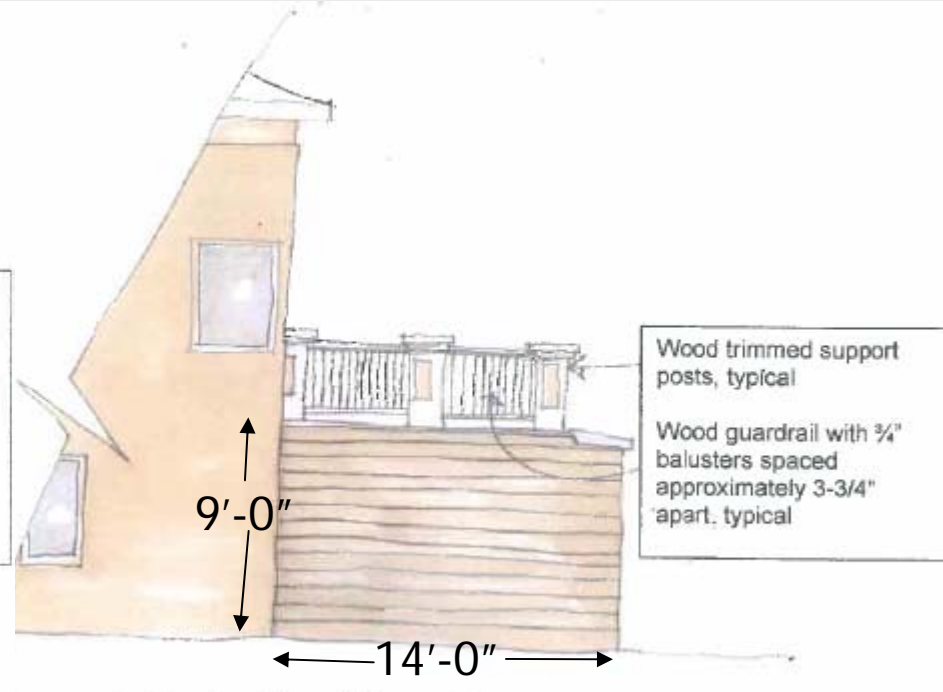 Wood trimmed support
posts, typical
Wood guardrail with ¾"
balusters spaced
approximately 3-3/4"
apart, typical
9'-0"
14'-0"